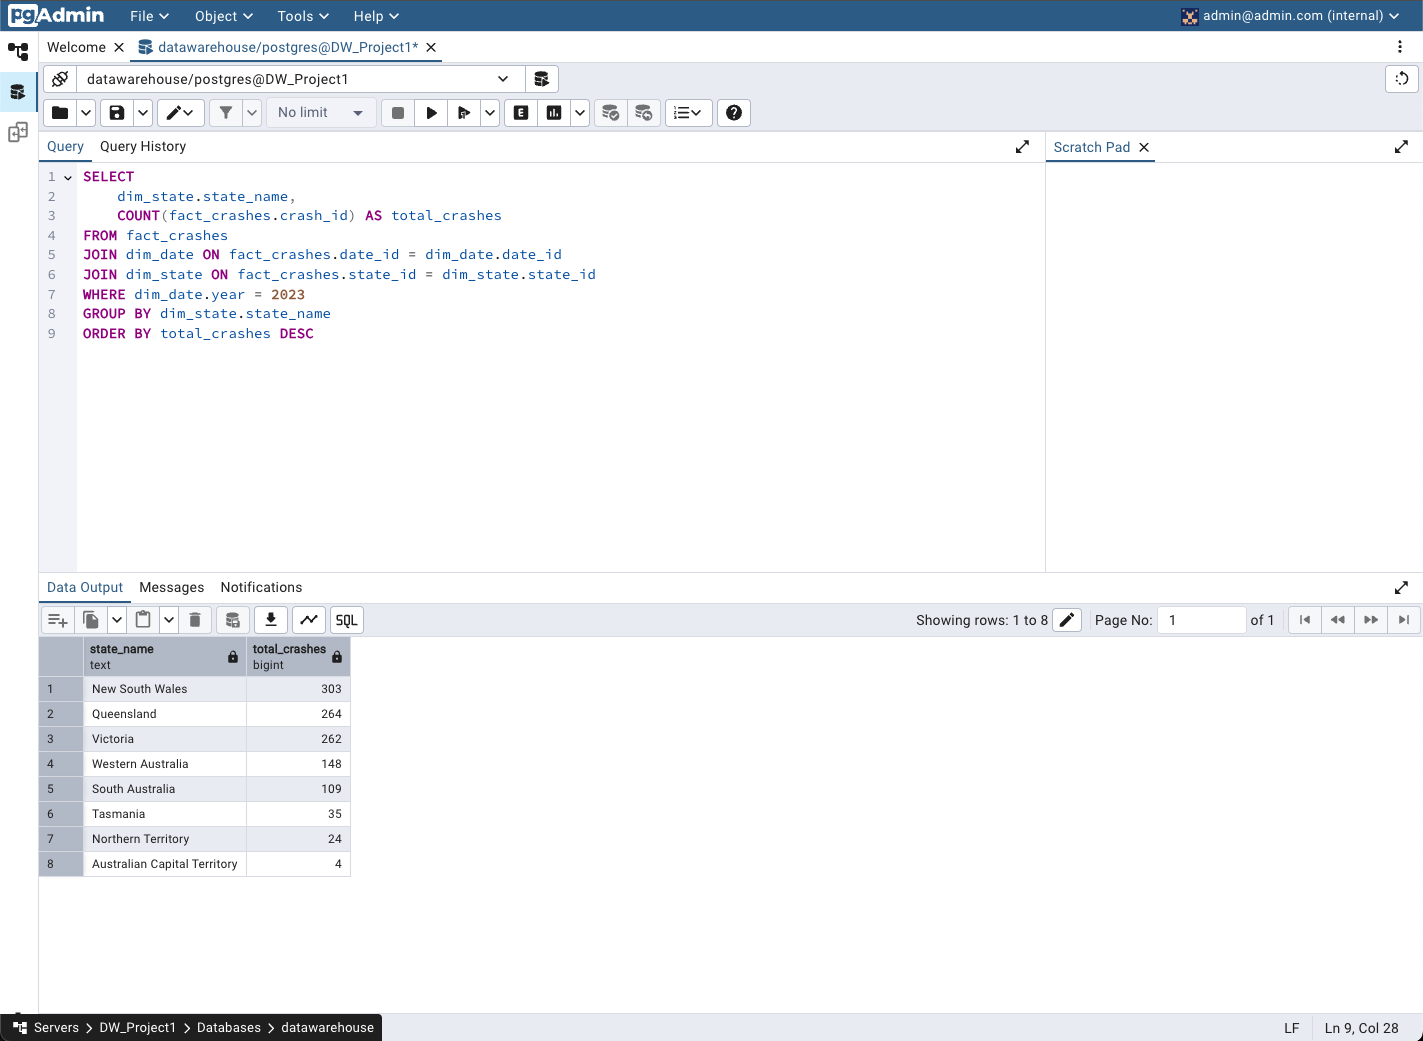 pgAdmin File Object Tools Help admin@admin.com (internal)
Welcome datawarehouse/postgres@DW_Project1*
datawarehouse/postgres@DW_Project1
No limit E
Query Query History Scratch Pad
1 SELECT
2 dim_state.state_name,
3 COUNT(fact_crashes.crash_id) AS total_crashes
4 FROM fact_crashes
5 JOIN dim_date ON fact_crashes.date_id = dim_date.date_id
6 JOIN dim_state ON fact_crashes.state_id = dim_state.state_id
7 WHERE dim_date.year = 2023
8 GROUP BY dim_state.state_name
9 ORDER BY total_crashes DESC
Data Output Messages Notifications
SQL Showing rows: 1 to 8 Page No: 1 of 1
state_name total_crashes
text bigint
1 New South Wales 303
2 Queensland 264
3 Victoria 262
4 Western Australia 148
5 South Australia 109
6 Tasmania 35
7 Northern Territory 24
8 Australian Capital Territory 4
Servers > DW_Project1 > Databases > datawarehouse LF Ln 9, Col 28